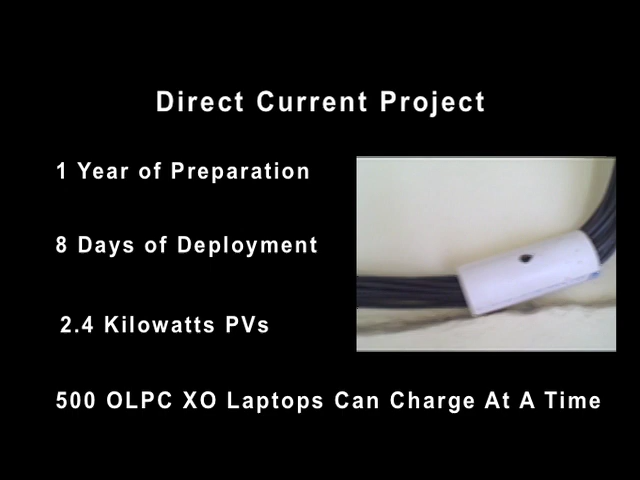 Direct Current Project
1 Year of Preparation
8 Days of Deployment
2.4 Kilowatts PVs
500 OLPC XO Laptops Can Charge At A Time